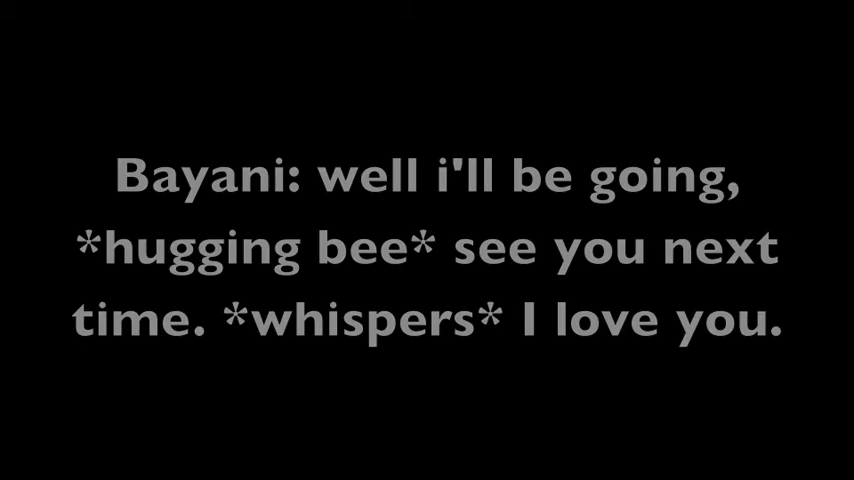 Bayani: well i'll be going,
*hugging bee* see you next
time. *whispers* I love you.